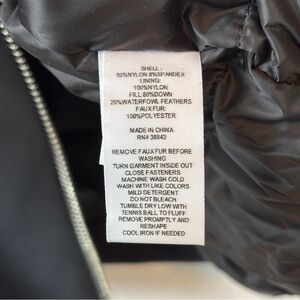 SHELL :
92%NYLON 8%SPANDEX
LINING:
100%NYLON
FILL:80%DOWN
20%WATERFOWL FEATHERS
FAUX FUR:
100%POLYESTER
MADE IN CHINA
RN# 36843
REMOVE FAUX FUR BEFORE
WASHING
TURN GARMENT INSIDE OUT
CLOSE FASTENERS
MACHINE WASH COLD
WASH WITH LIKE COLORS
MILD DETERGENT
DO NOT BLEACH
TUMBLE DRY LOW WITH
TENNIS BALL TO FLUFF
REMOVE PROMPTLY AND
RESHAPE
COOL IRON IF NEEDED